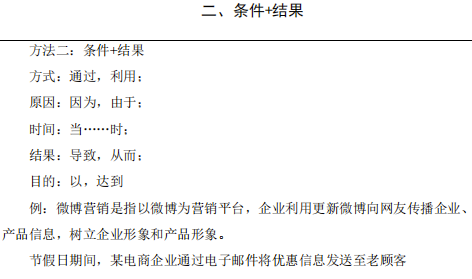 二、条件+结果
方法二：条件+结果
方式：通过，利用；
原因：因为，由于；
时间：当……时；
结果：导致，从而；
目的：以，达到
例：微博营销是指以微博为营销平台，企业利用更新微博向网友传播企业、
产品信息，树立企业形象和产品形象。
节假日期间，某电商企业通过电子邮件将优惠信息发送至老顾客